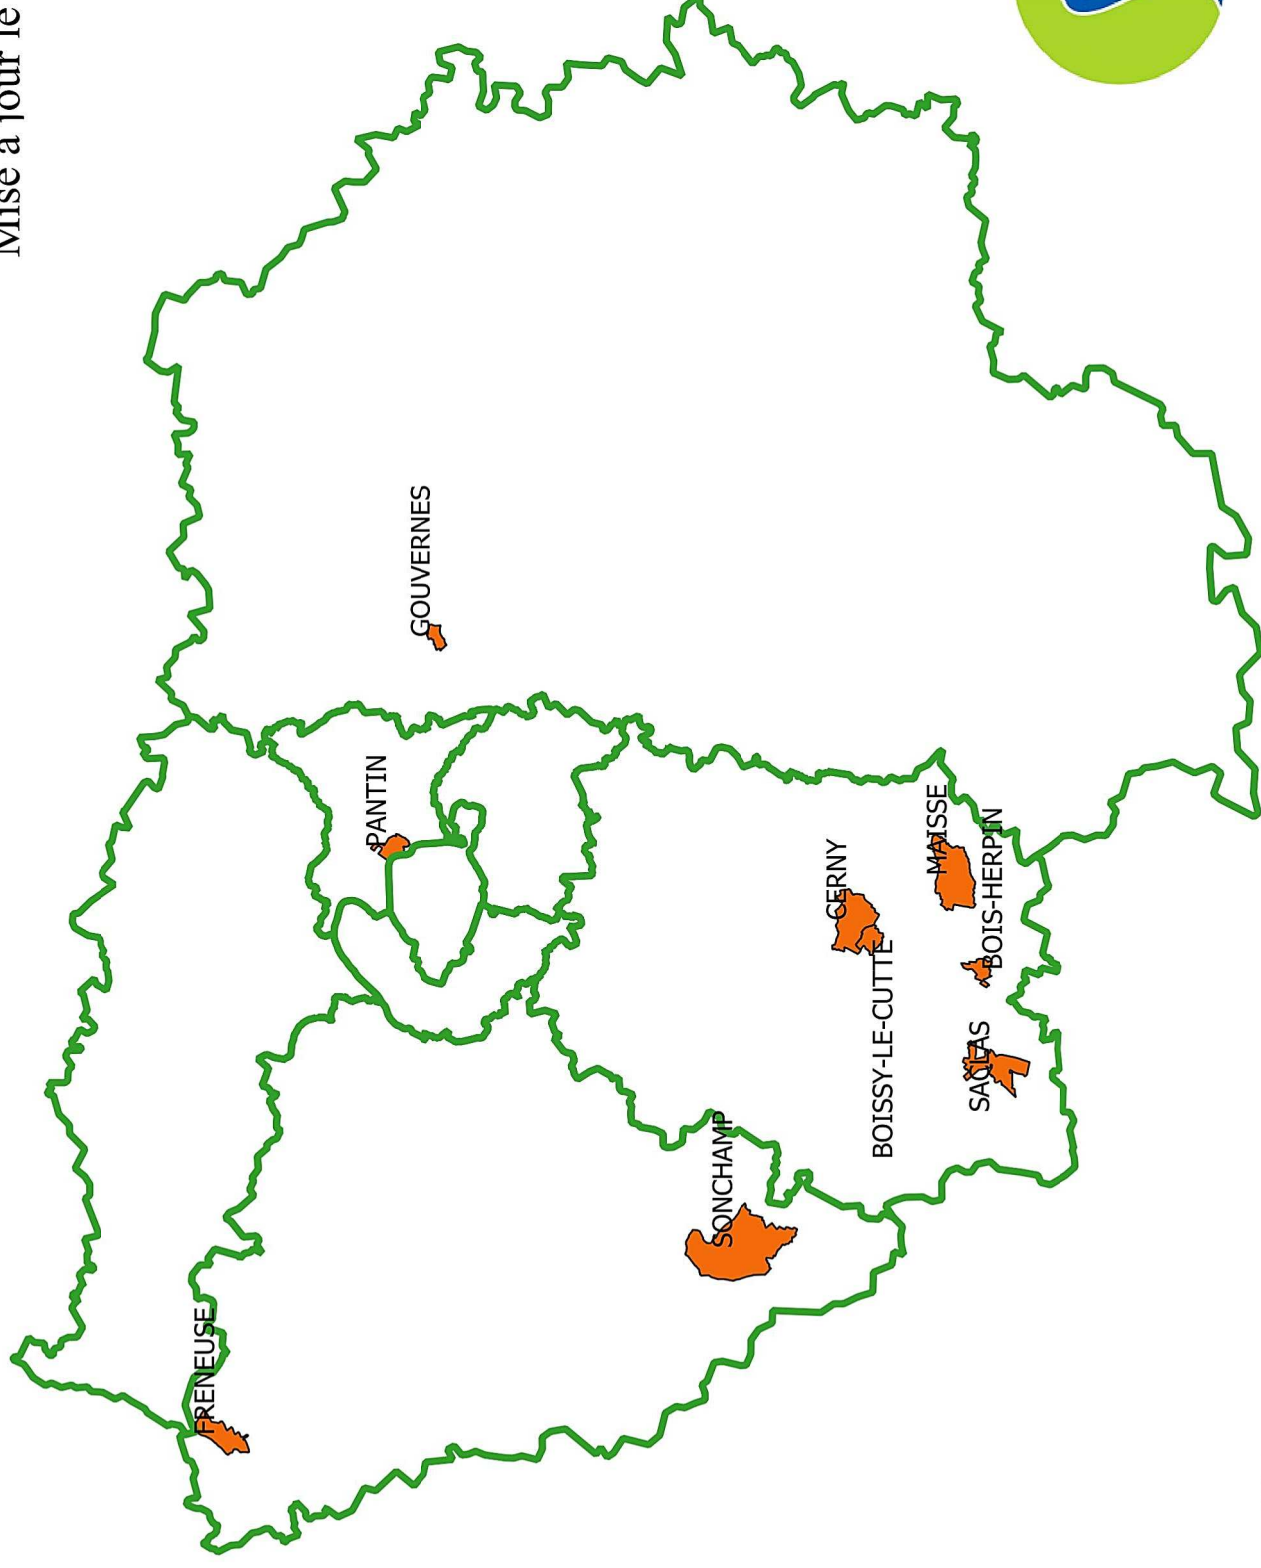 Mise à jour le
FRENEUSE
PANTIN
GOUVERNES
SONCHAMP
CERNY
BOISSY-LE-CUTTE
MAISSE
BOIS-HERPIN
SACLAS